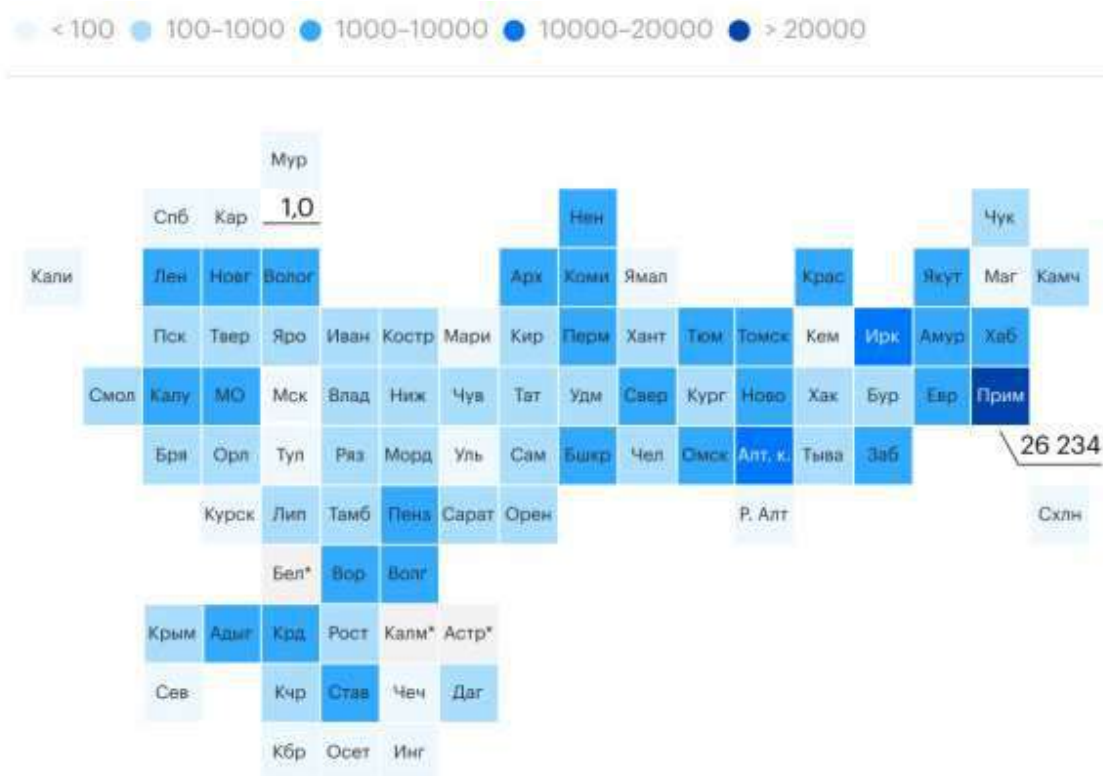 < 100 100–1000 1000–10000 10000–20000 > 20000
Мур
Спб Кар 1,0 Нен Чук
Кали Лен Новг Волог Арх Коми Ямал Крас Якут Маг Камч
Пск Твер Яро Иван Костр Мари Кир Перм Хант Тюм Томск Кем Ирк Амур Хаб
Смол Калу МО Мск Влад Ниж Чув Тат Удм Свер Кург Ново Хак Бур Евр Прим
Бря Орл Тул Ряз Морд Уль Сам Бшкр Чел Омск Алт. к. Тыва Заб 26 234
Курск Лип Тамб Пенз Сарат Орен Р. Алт Схлн
Бел* Вор Волг
Крым Адыг Крд Рост Калм* Астр*
Сев Кчр Став Чеч Даг
Кбр Осет Инг